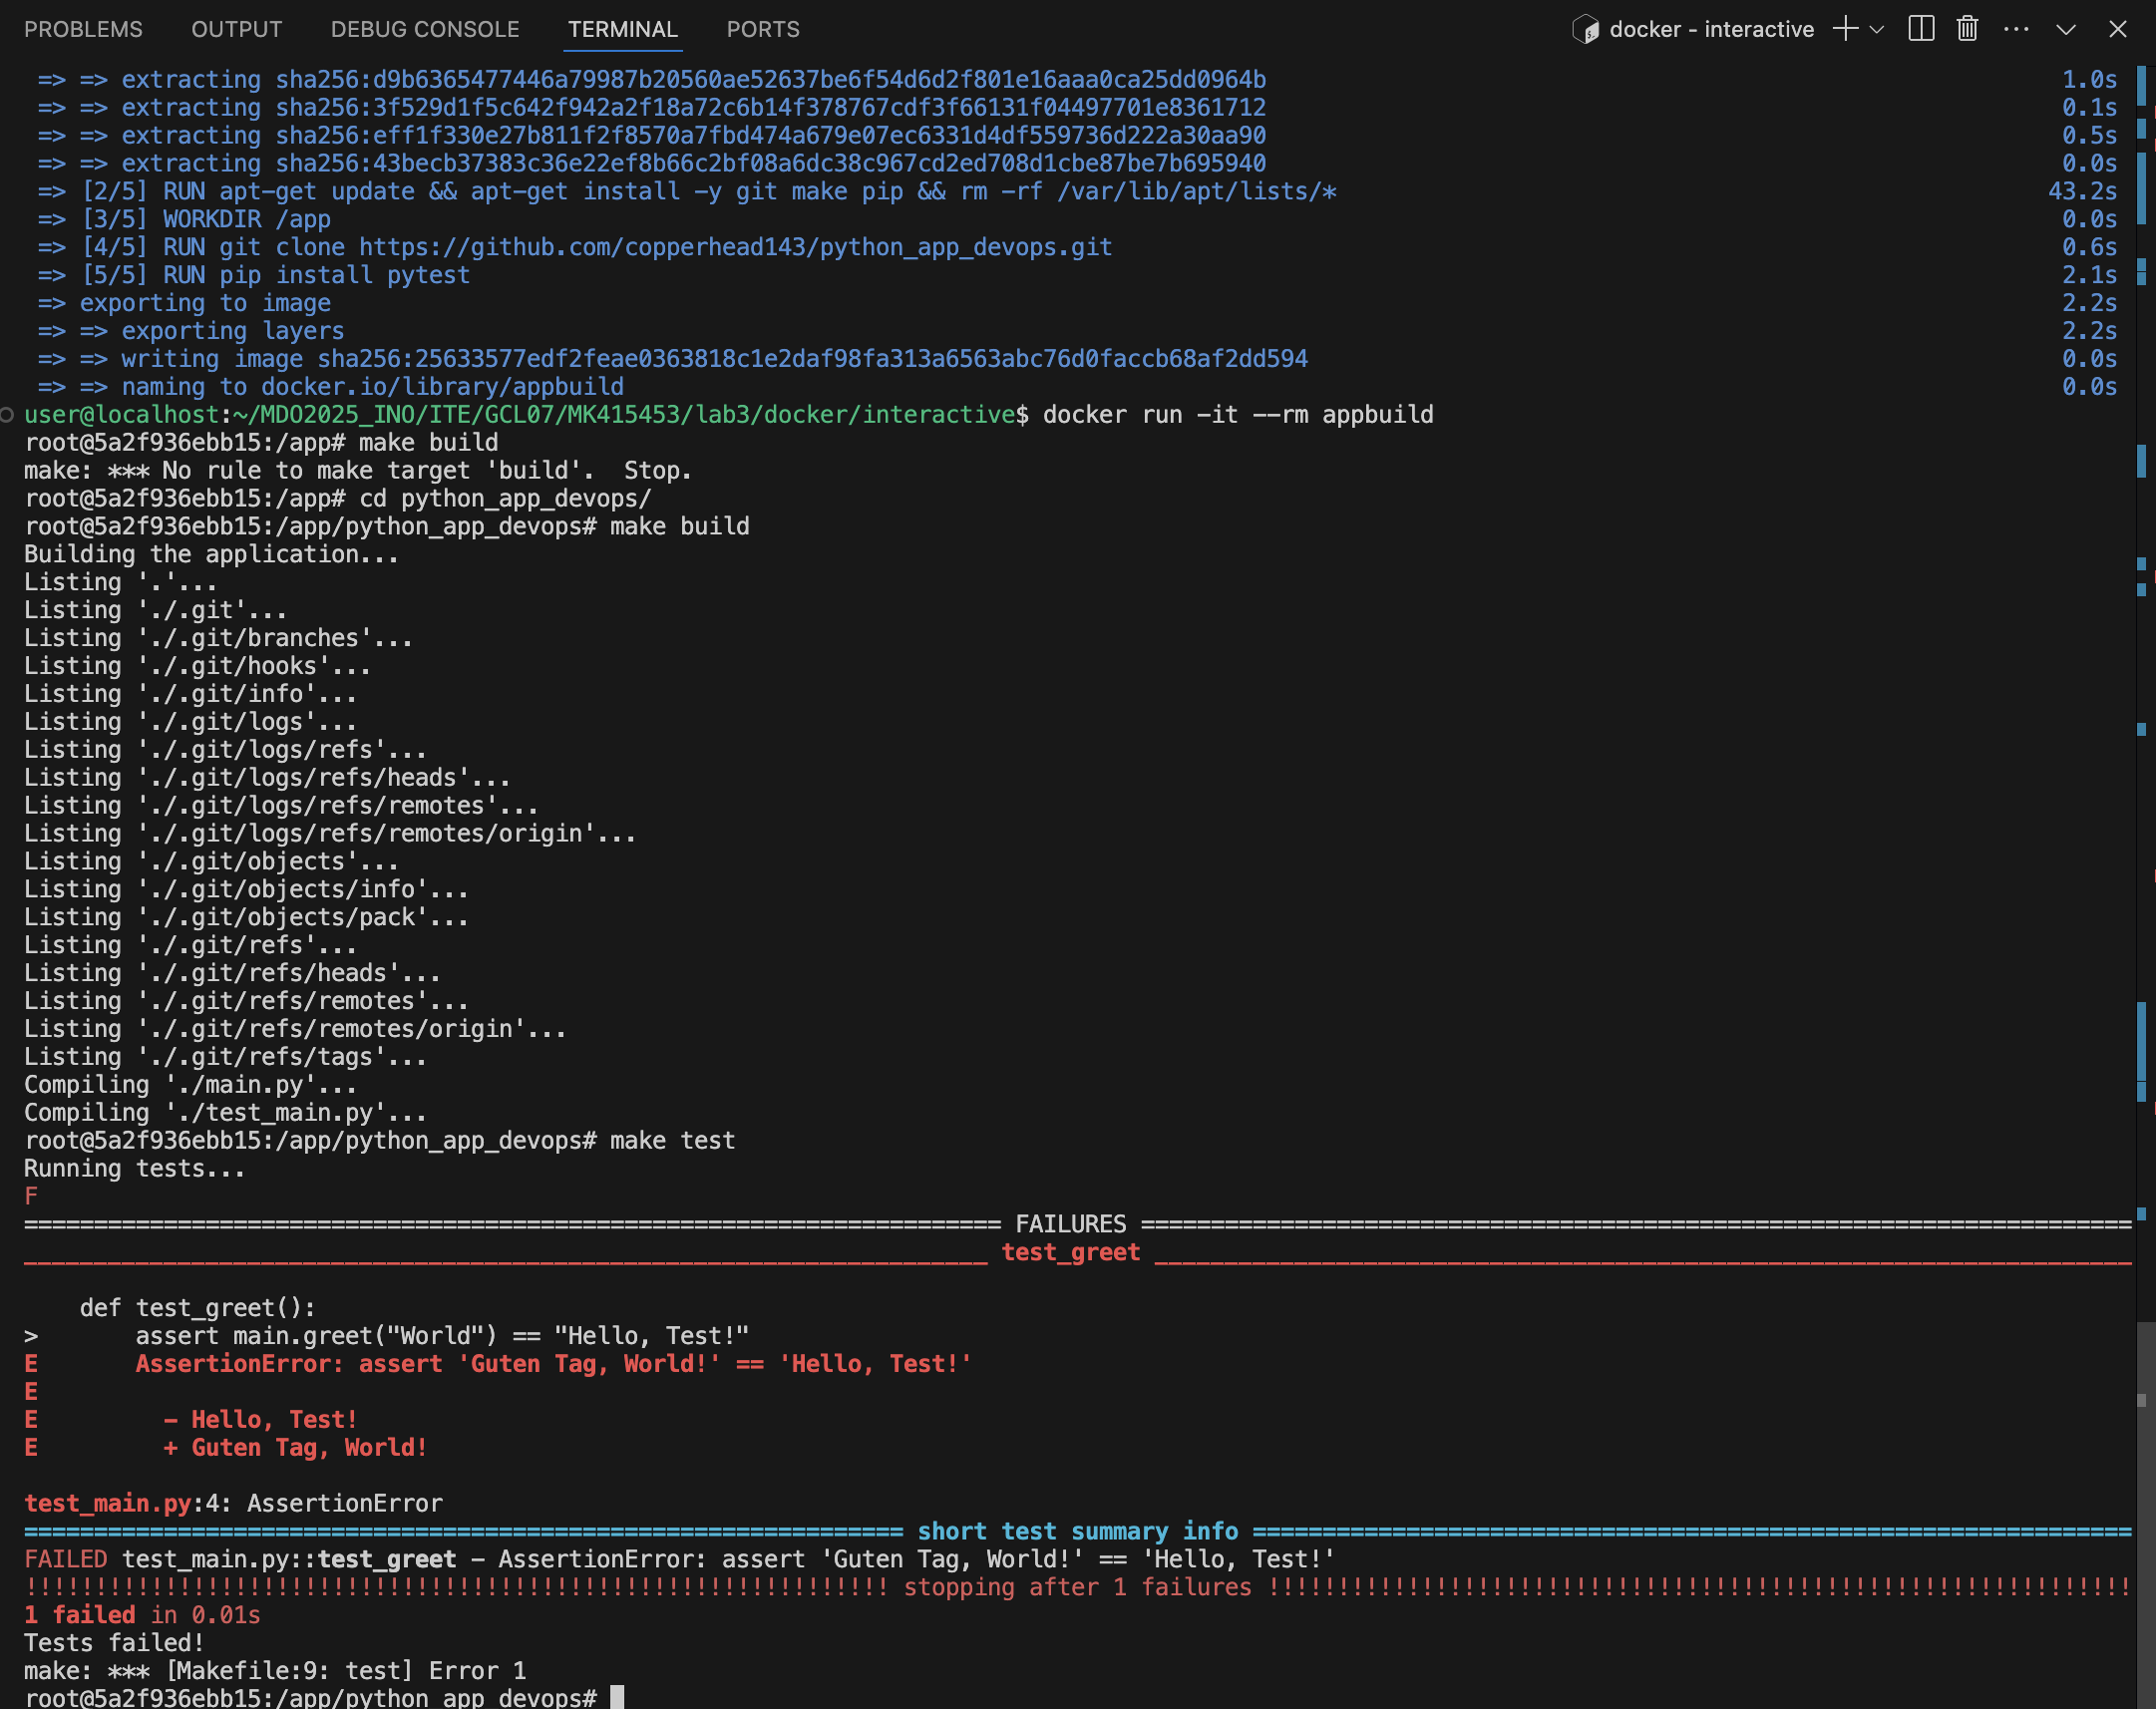 PROBLEMS OUTPUT DEBUG CONSOLE TERMINAL PORTS docker - interactive
=> => extracting sha256:d9b6365477446a79987b20560ae52637be6f54d6d2f801e16aaa0ca25dd0964b 1.0s
=> => extracting sha256:3f529d1f5c642f942a2f18a72c6b14f378767cdf3f66131f04497701e8361712 0.1s
=> => extracting sha256:eff1f330e27b811f2f8570a7fbd474a679e07ec6331d4df559736d222a30aa90 0.5s
=> => extracting sha256:43becb37383c36e22ef8b66c2bf08a6dc38c967cd2ed708d1cbe87be7b695940 0.0s
=> [2/5] RUN apt-get update && apt-get install -y git make pip && rm -rf /var/lib/apt/lists/* 43.2s
=> [3/5] WORKDIR /app 0.0s
=> [4/5] RUN git clone https://github.com/copperhead143/python_app_devops.git 0.6s
=> [5/5] RUN pip install pytest 2.1s
=> exporting to image 2.2s
=> => exporting layers 2.2s
=> => writing image sha256:25633577edf2feae0363818c1e2daf98fa313a6563abc76d0faccb68af2dd594 0.0s
=> => naming to docker.io/library/appbuild 0.0s
user@localhost:~/MDO2025_INO/ITE/GCL07/MK415453/lab3/docker/interactive$ docker run -it --rm appbuild
root@5a2f936ebb15:/app# make build
make: *** No rule to make target 'build'.  Stop.
root@5a2f936ebb15:/app# cd python_app_devops/
root@5a2f936ebb15:/app/python_app_devops# make build
Building the application...
Listing '.'...
Listing './.git'...
Listing './.git/branches'...
Listing './.git/hooks'...
Listing './.git/info'...
Listing './.git/logs'...
Listing './.git/logs/refs'...
Listing './.git/logs/refs/heads'...
Listing './.git/logs/refs/remotes'...
Listing './.git/logs/refs/remotes/origin'...
Listing './.git/objects'...
Listing './.git/objects/info'...
Listing './.git/objects/pack'...
Listing './.git/refs'...
Listing './.git/refs/heads'...
Listing './.git/refs/remotes'...
Listing './.git/refs/remotes/origin'...
Listing './.git/refs/tags'...
Compiling './main.py'...
Compiling './test_main.py'...
root@5a2f936ebb15:/app/python_app_devops# make test
Running tests...
F
====================================================================== FAILURES =======================================================================
_____________________________________________________________________ test_greet ______________________________________________________________________
def test_greet():
> assert main.greet("World") == "Hello, Test!"
E AssertionError: assert 'Guten Tag, World!' == 'Hello, Test!'
E
E - Hello, Test!
E + Guten Tag, World!
test_main.py:4: AssertionError
=============================================================== short test summary info ===============================================================
FAILED test_main.py::test_greet - AssertionError: assert 'Guten Tag, World!' == 'Hello, Test!'
!!!!!!!!!!!!!!!!!!!!!!!!!!!!!!!!!!!!!!!!!!!!!!!!!!!!!!!!!!!!!! stopping after 1 failures !!!!!!!!!!!!!!!!!!!!!!!!!!!!!!!!!!!!!!!!!!!!!!!!!!!!!!!!!!!!!!
1 failed in 0.01s
Tests failed!
make: *** [Makefile:9: test] Error 1
root@5a2f936ebb15:/app/python_app_devops#